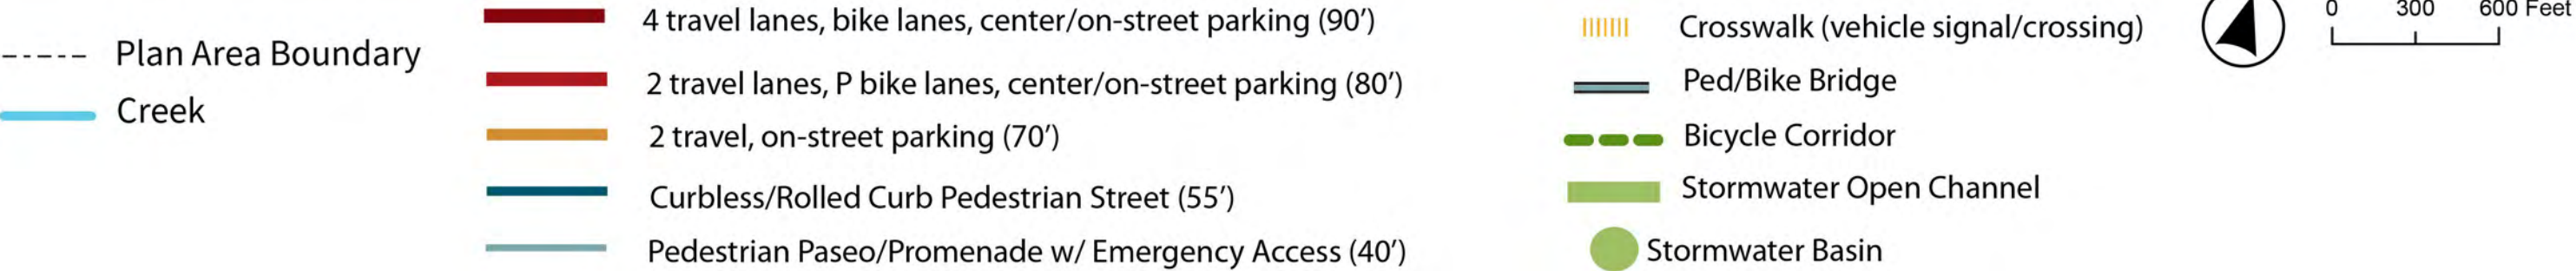 Plan Area Boundary
Creek
4 travel lanes, bike lanes, center/on-street parking (90’)
2 travel lanes, P bike lanes, center/on-street parking (80’)
2 travel, on-street parking (70’)
Curbless/Rolled Curb Pedestrian Street (55’)
Pedestrian Paseo/Promenade w/ Emergency Access (40’)
Crosswalk (vehicle signal/crossing)
Ped/Bike Bridge
Bicycle Corridor
Stormwater Open Channel
Stormwater Basin
0 300 600 Feet